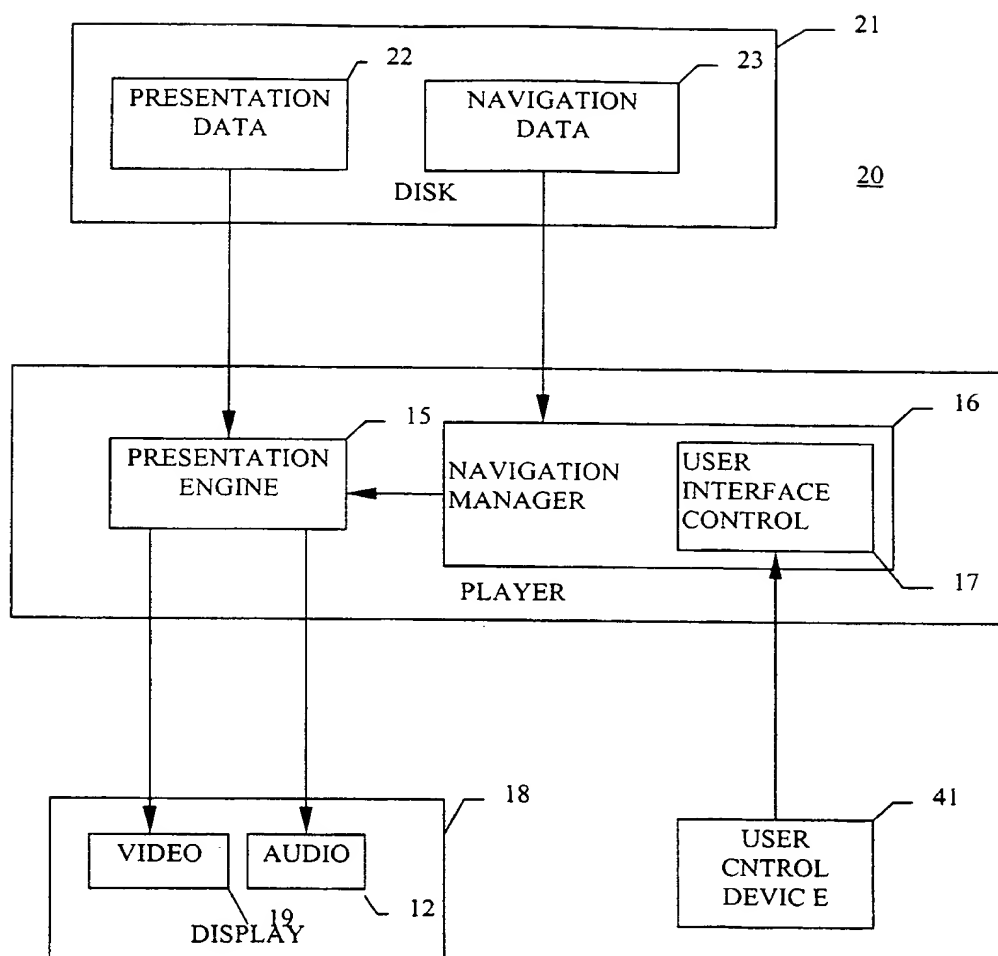 21
22
23
PRESENTATION
DATA
NAVIGATION
DATA
20
DISK
15
16
PRESENTATION
ENGINE
NAVIGATION
MANAGER
USER
INTERFACE
CONTROL
17
PLAYER
18
41
VIDEO
AUDIO
19
12
DISPLAY
USER
CNTROL
DEVIC E